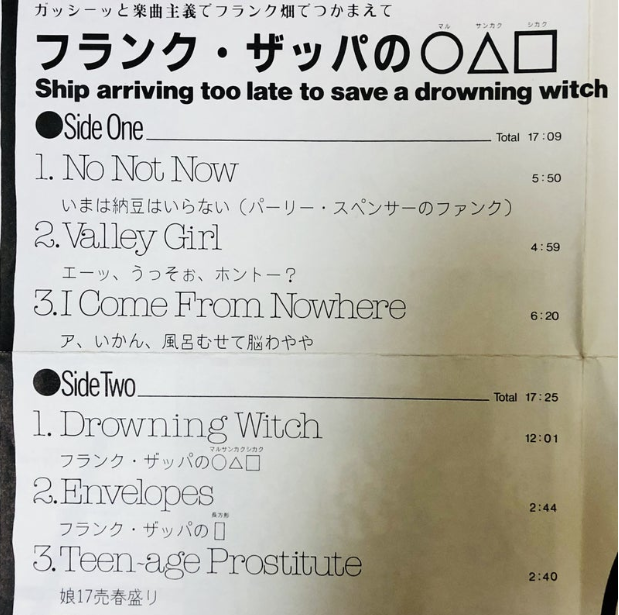 ガッシーッと楽曲主義でフランク畑でつかまえて
マル サンカク シカク
フランク・ザッパの○△□
Ship arriving too late to save a drowning witch
●Side One Total 17:09
1. No Not Now 5:50
いまは納豆はいらない（パーリー・スペンサーのファンク）
2. Valley Girl 4:59
エーッ、うっそぉ、ホントー？
3. I Come From Nowhere 6:20
ア、いかん、風呂むせて脳わやや
●Side Two Total 17:25
1. Drowning Witch 12:01
マルサンカクシカク
フランク・ザッパの○△□
2. Envelopes 2:44
長方形
フランク・ザッパの▯
3. Teen-age Prostitute 2:40
娘17売春盛り